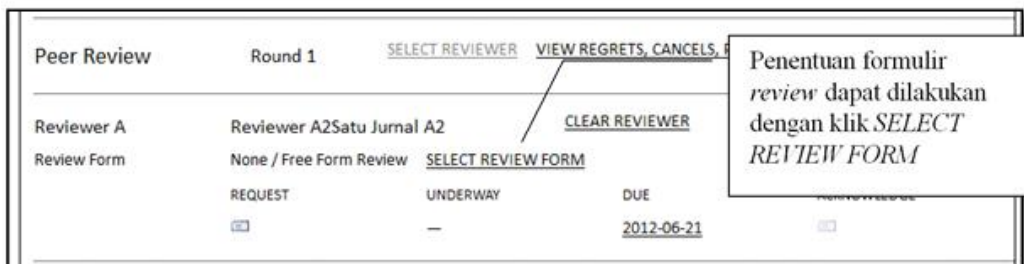 Peer Review Round 1 SELECT REVIEWER VIEW REGRETS, CANCELS,
Penentuan formulir
review dapat dilakukan
dengan klik SELECT
REVIEW FORM
Reviewer A Reviewer A2Satu Jurnal A2 CLEAR REVIEWER
Review Form None / Free Form Review SELECT REVIEW FORM
REQUEST UNDERWAY DUE
— 2012-06-21